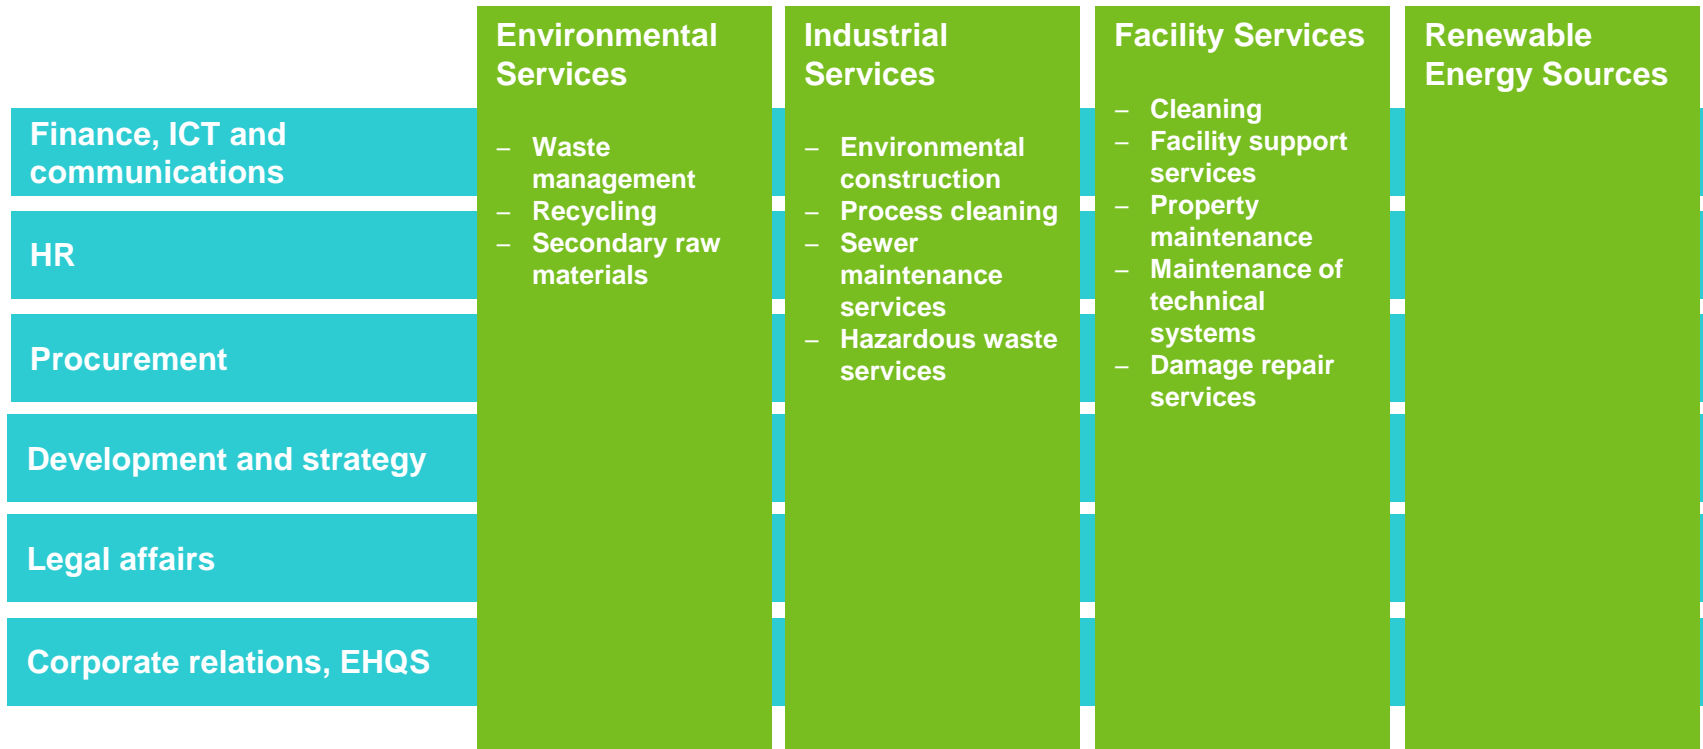 Environmental
Services
– Waste
management
– Recycling
– Secondary raw
materials
Industrial
Services
– Environmental
construction
– Process cleaning
– Sewer
maintenance
services
– Hazardous waste
services
Facility Services
– Cleaning
– Facility support
services
– Property
maintenance
– Maintenance of
technical
systems
– Damage repair
services
Renewable
Energy Sources
Finance, ICT and
communications
HR
Procurement
Development and strategy
Legal affairs
Corporate relations, EHQS